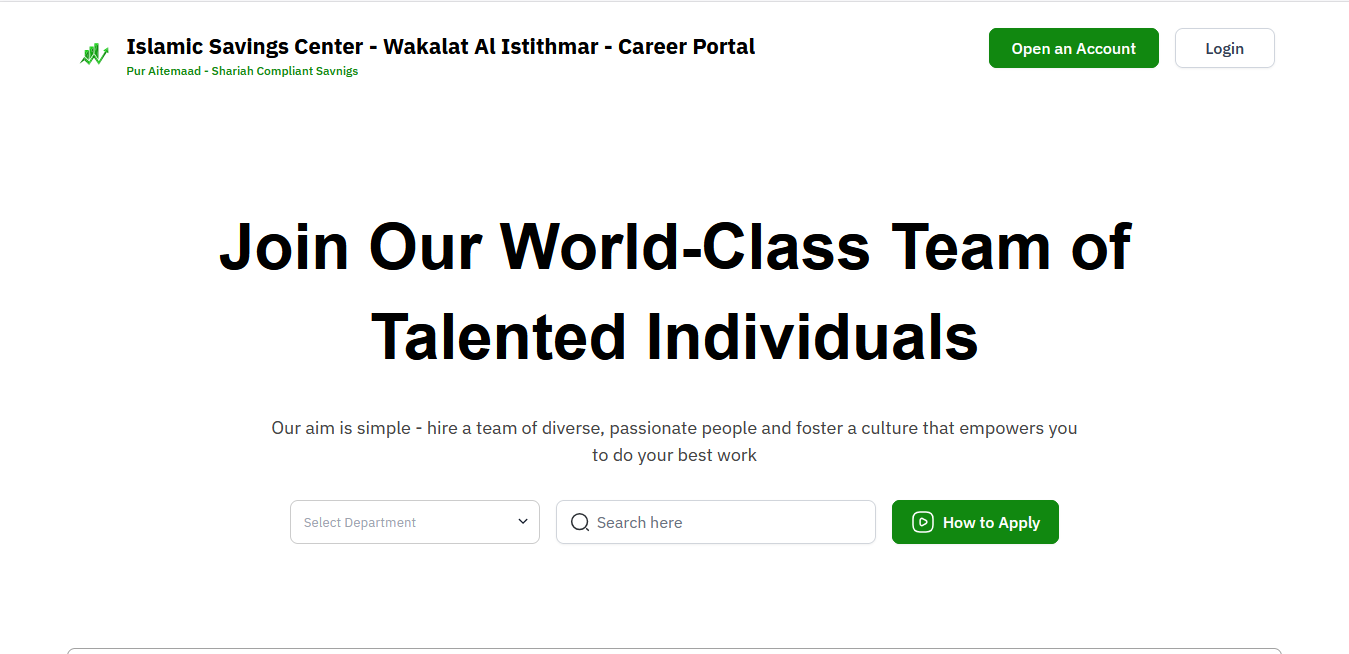 Islamic Savings Center - Wakalat Al Istithmar - Career Portal
Pur Aitemaad - Shariah Compliant Savnigs
Open an Account
Login
Join Our World-Class Team of
Talented Individuals
Our aim is simple - hire a team of diverse, passionate people and foster a culture that empowers you
to do your best work
Select Department
Search here
How to Apply